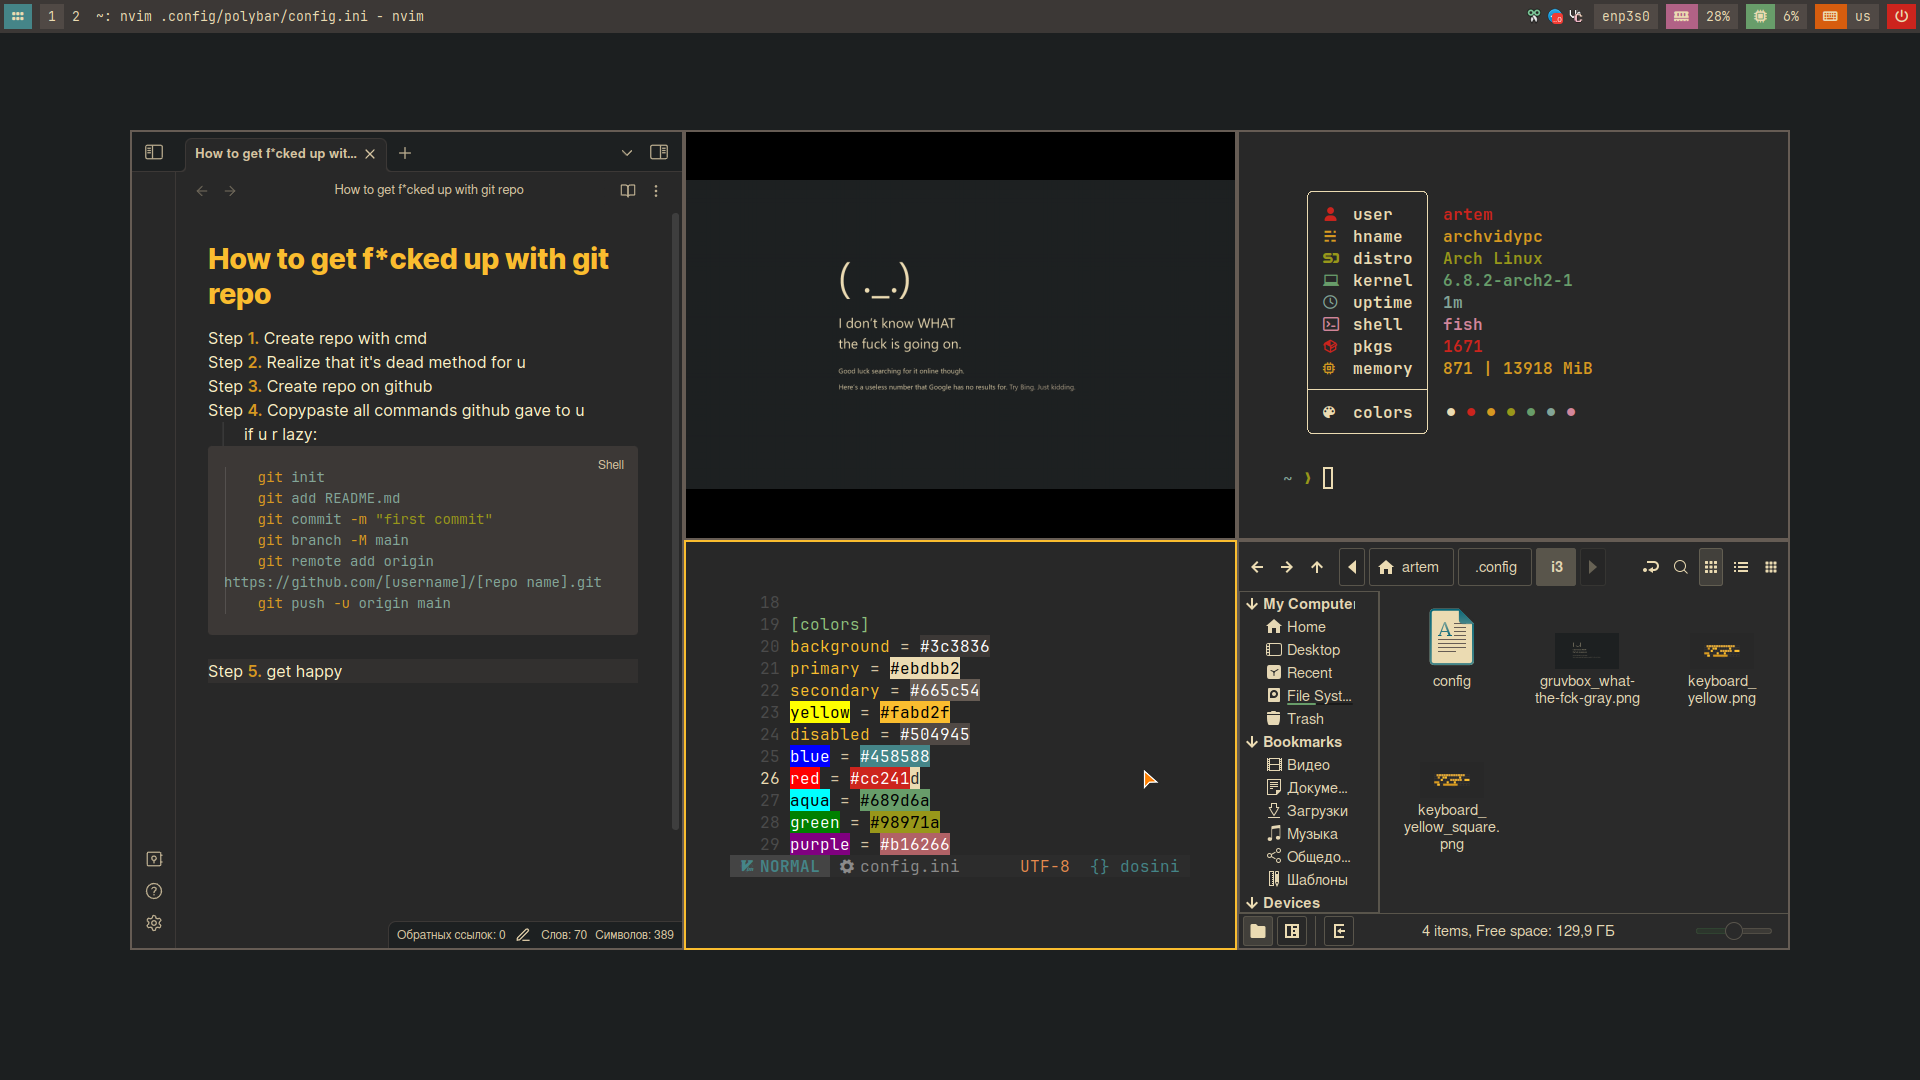 1 2 ~: nvim .config/polybar/config.ini - nvim
enp3s0 28% 6% us
How to get f*cked up wit...
How to get f*cked up with git repo
How to get f*cked up with git
repo
Step 1. Create repo with cmd
Step 2. Realize that it's dead method for u
Step 3. Create repo on github
Step 4. Copypaste all commands github gave to u
if u r lazy:
Shell
git init
git add README.md
git commit -m "first commit"
git branch -M main
git remote add origin
https://github.com/[username]/[repo name].git
git push -u origin main
Step 5. get happy
Обратных ссылок: 0 Слов: 70 Символов: 389
( ._.)
I don't know WHAT
the fuck is going on.
Good luck searching for it online though.
Here's a useless number that Google has no results for. Try Bing. Just kidding.
user artem
hname archvidypc
distro Arch Linux
kernel 6.8.2-arch2-1
uptime 1m
shell fish
pkgs 1671
memory 871 | 13918 MiB
colors
~ ❯
18
19 [colors]
20 background = #3c3836
21 primary = #ebdbb2
22 secondary = #665c54
23 yellow = #fabd2f
24 disabled = #504945
25 blue = #458588
26 red = #cc241d
27 aqua = #689d6a
28 green = #98971a
29 purple = #b16266
NORMAL config.ini UTF-8 {} dosini
artem .config i3
My Compute
Home
Desktop
Recent
File Syst...
Trash
Bookmarks
Видео
Докуме...
Загрузки
Музыка
Общедо...
Шаблоны
Devices
config
gruvbox_what-
the-fck-gray.png
keyboard_
yellow.png
keyboard_
yellow_square.
png
4 items, Free space: 129,9 ГБ